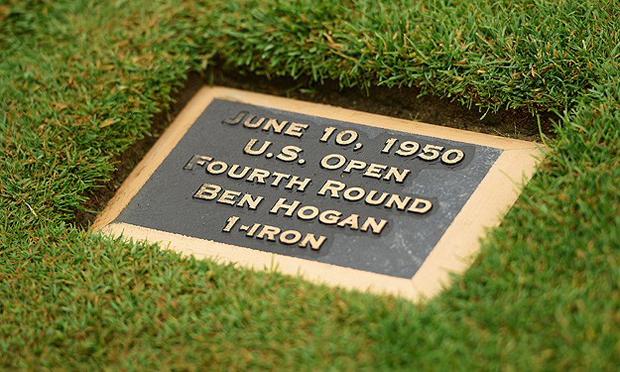 June 10, 1950
U.S. Open
Fourth Round
Ben Hogan
1-iron